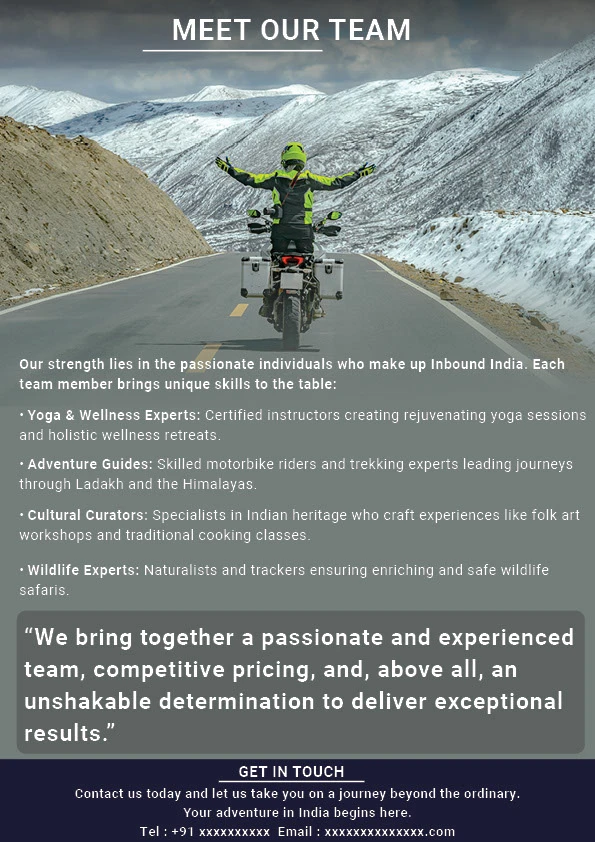 MEET OUR TEAM
Our strength lies in the passionate individuals who make up Inbound India. Each
team member brings unique skills to the table:
• Yoga & Wellness Experts: Certified instructors creating rejuvenating yoga sessions
and holistic wellness retreats.
• Adventure Guides: Skilled motorbike riders and trekking experts leading journeys
through Ladakh and the Himalayas.
• Cultural Curators: Specialists in Indian heritage who craft experiences like folk art
workshops and traditional cooking classes.
• Wildlife Experts: Naturalists and trackers ensuring enriching and safe wildlife
safaris.
“We bring together a passionate and experienced
team, competitive pricing, and, above all, an
unshakable determination to deliver exceptional
results.”
GET IN TOUCH
Contact us today and let us take you on a journey beyond the ordinary.
Your adventure in India begins here.
Tel : +91 xxxxxxxxxx Email : xxxxxxxxxxxxxx.com